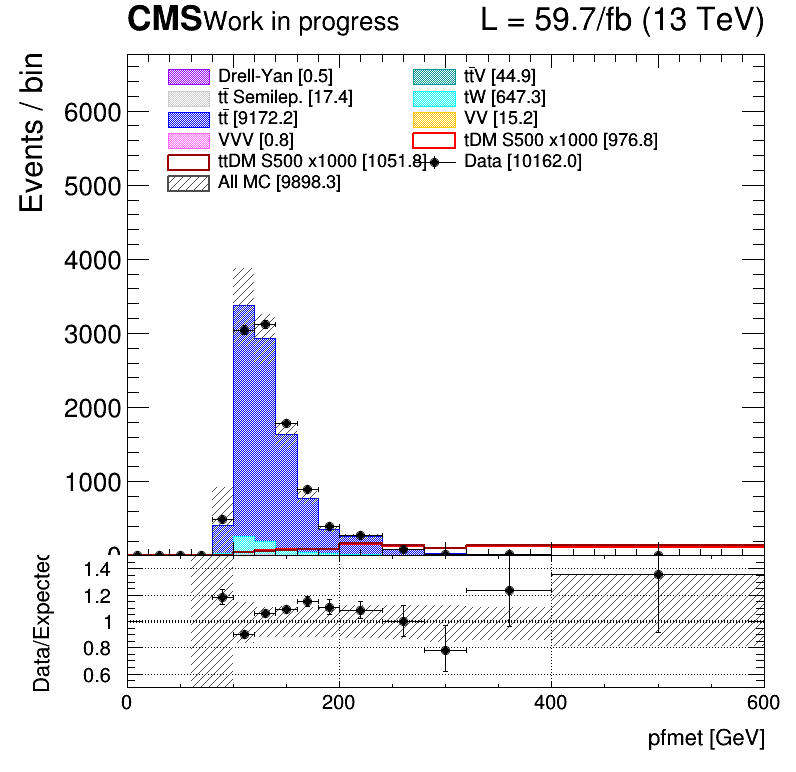 CMS Work in progress L = 59.7/fb (13 TeV)
Events / bin
Drell-Yan [0.5] tt̄V [44.9]
tt̄ Semilep. [17.4] tW [647.3]
tt̄ [9172.2] VV [15.2]
VVV [0.8] tDM S500 x1000 [976.8]
ttDM S500 x1000 [1051.8] Data [10162.0]
All MC [9898.3]
6000
5000
4000
3000
2000
1000
0
Data/Expected
1.4
1.2
1
0.8
0.6
0 200 400 600
pfmet [GeV]